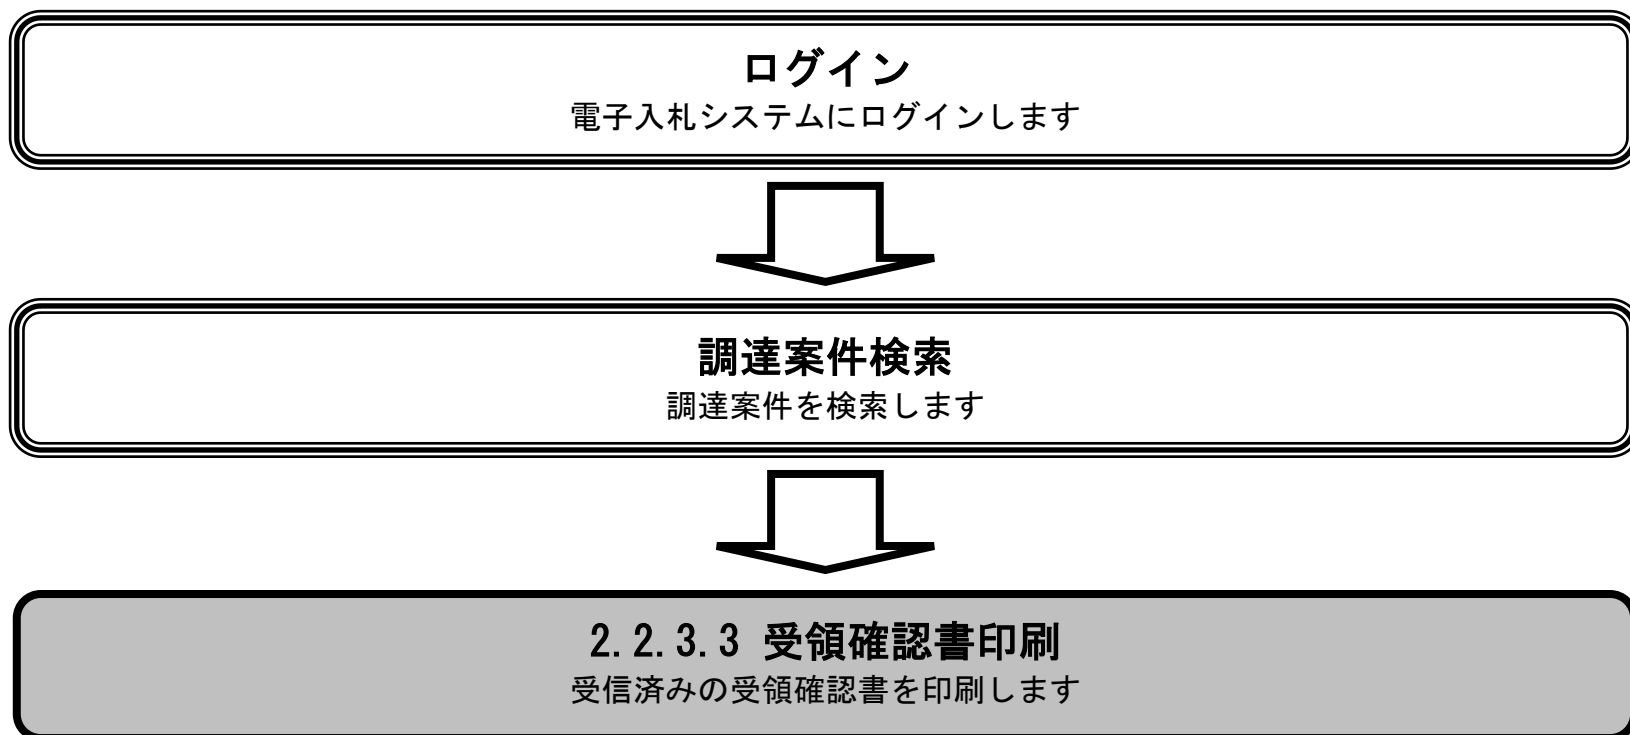 ログイン
電子入札システムにログインします
調達案件検索
調達案件を検索します
2.2.3.3 受領確認書印刷
受信済みの受領確認書を印刷します